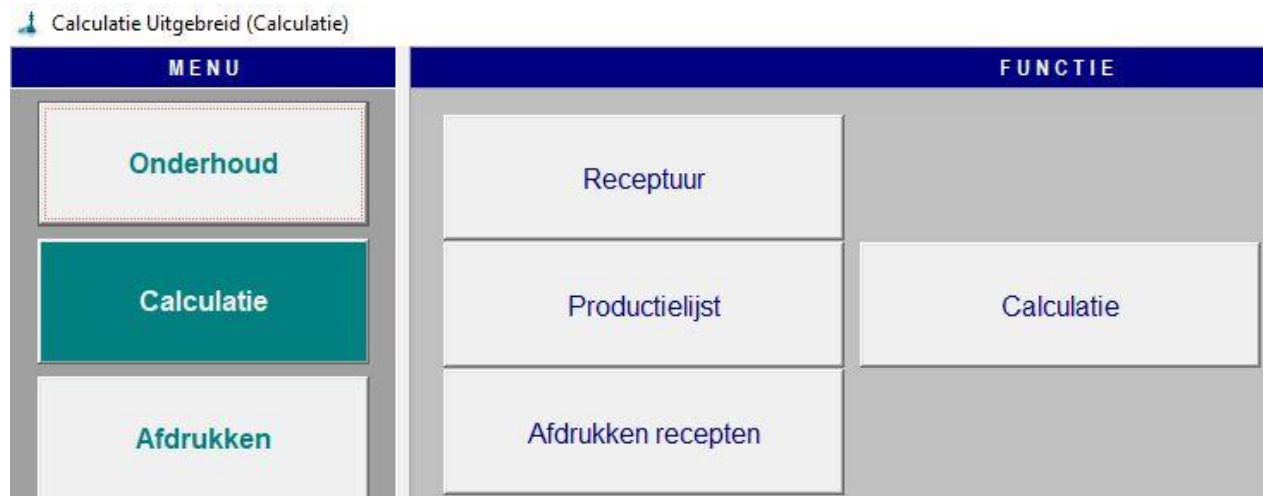 Calculatie Uitgebreid (Calculatie)
MENU
FUNCTIE
Onderhoud
Calculatie
Afdrukken
Receptuur
Productielijst
Calculatie
Afdrukken recepten